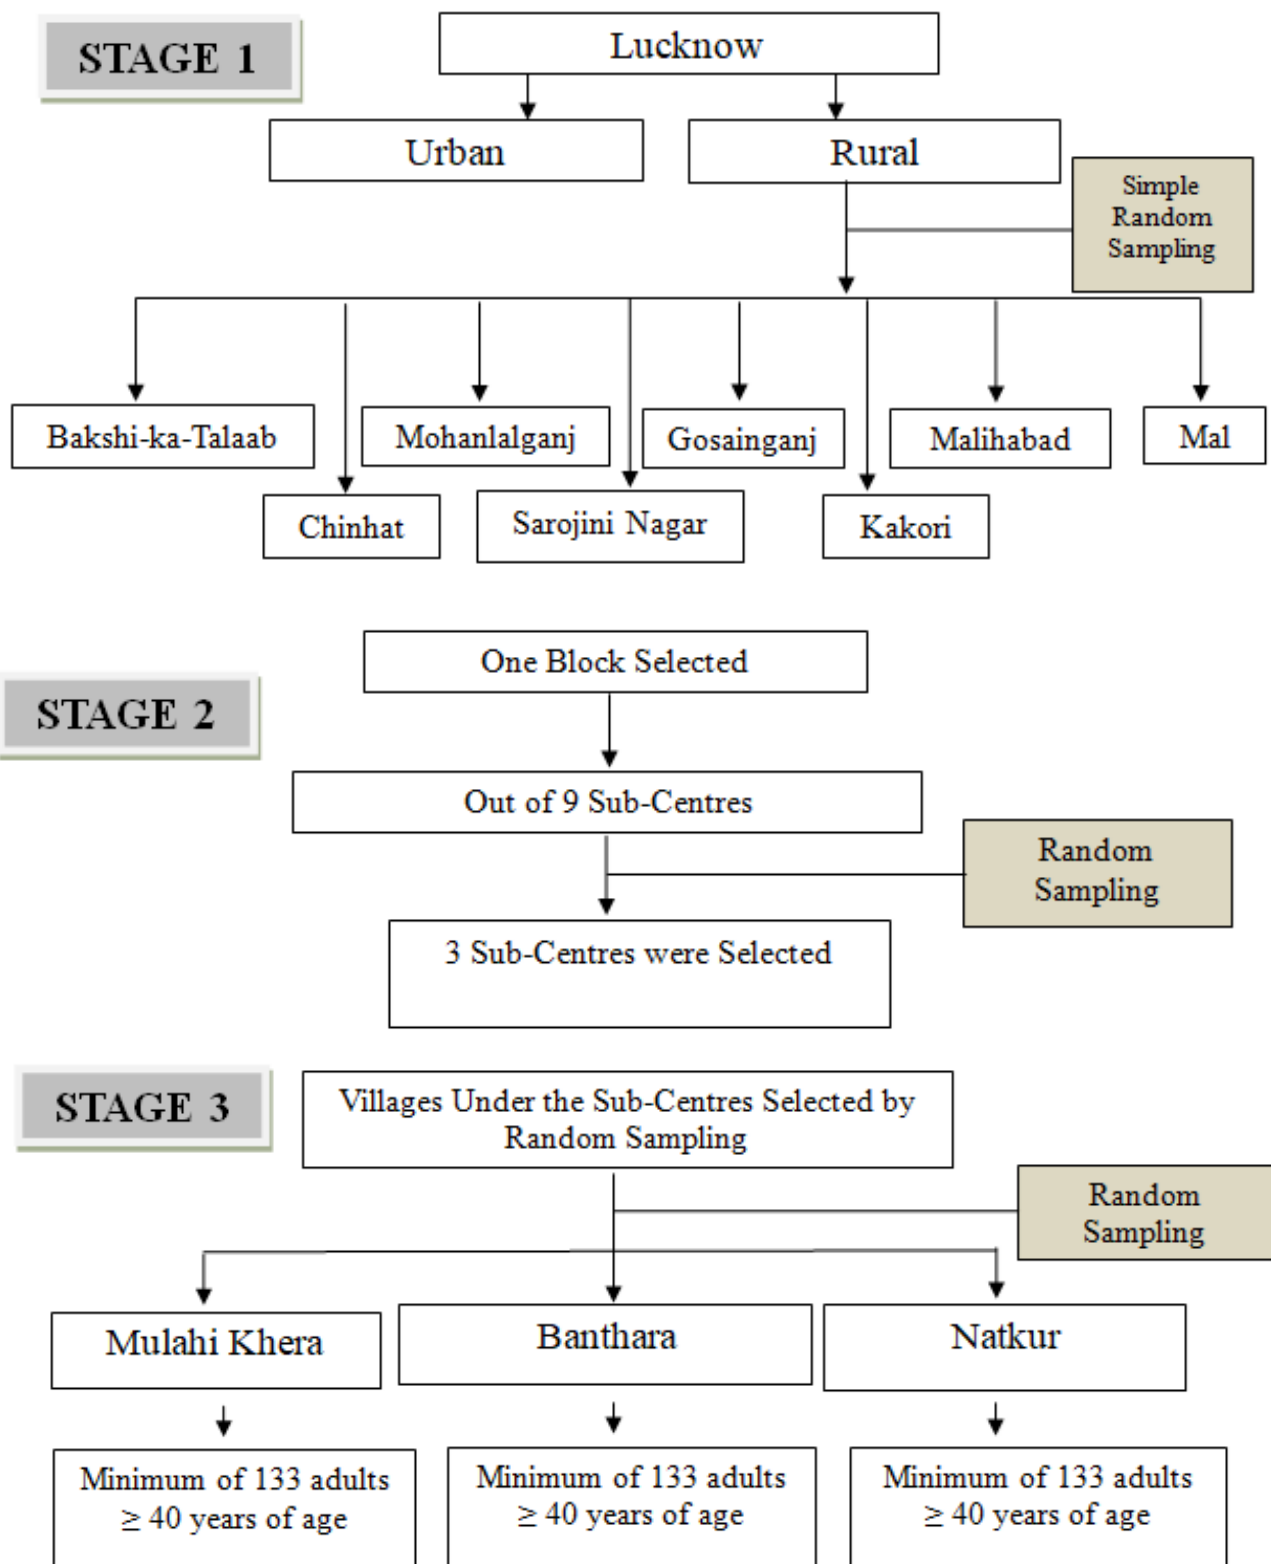 STAGE 1
Lucknow
Urban
Rural
Simple
Random
Sampling
Bakshi-ka-Talaab
Mohanlalganj
Gosainganj
Malihabad
Mal
Chinhat
Sarojini Nagar
Kakori
One Block Selected
STAGE 2
Out of 9 Sub-Centres
Random
Sampling
3 Sub-Centres were Selected
STAGE 3
Villages Under the Sub-Centres Selected by
Random Sampling
Random
Sampling
Mulahi Khera
Banthara
Natkur
Minimum of 133 adults
≥ 40 years of age
Minimum of 133 adults
≥ 40 years of age
Minimum of 133 adults
≥ 40 years of age